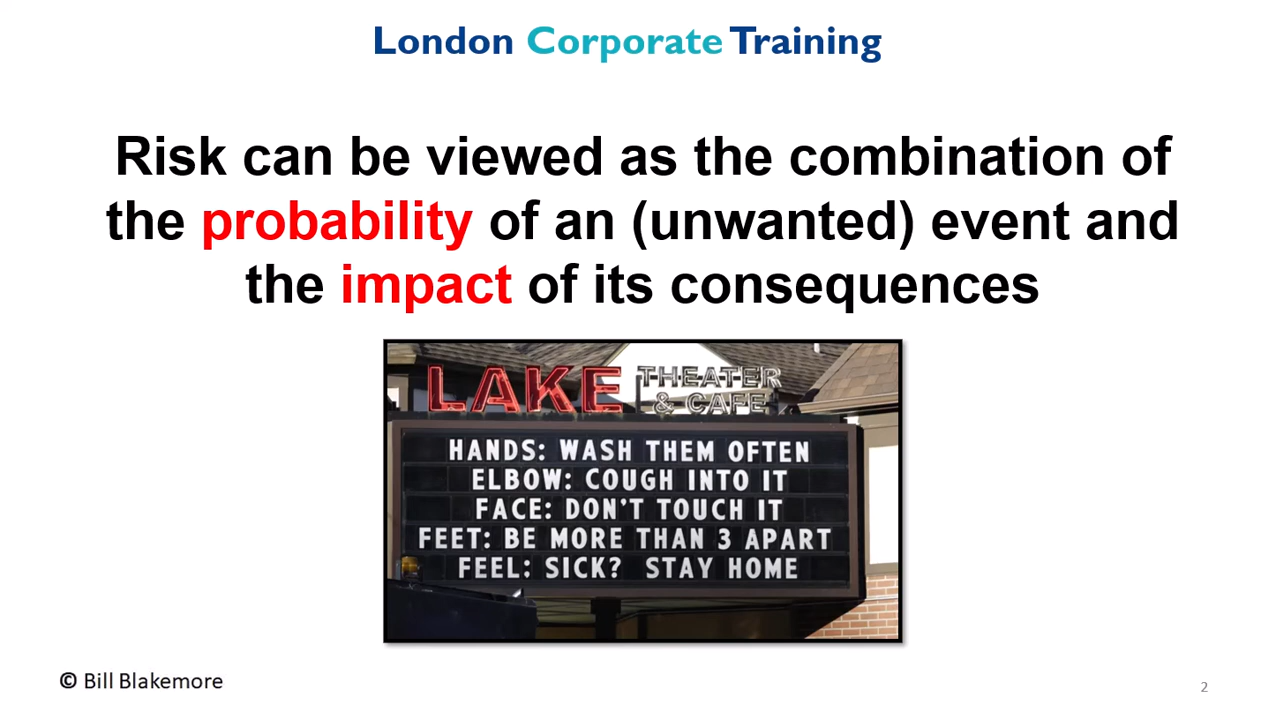 London Corporate Training
Risk can be viewed as the combination of
the probability of an (unwanted) event and
the impact of its consequences
LAKE THEATER
& CAFE
HANDS: WASH THEM OFTEN
ELBOW: COUGH INTO IT
FACE: DON'T TOUCH IT
FEET: BE MORE THAN 3 APART
FEEL: SICK? STAY HOME
© Bill Blakemore
2